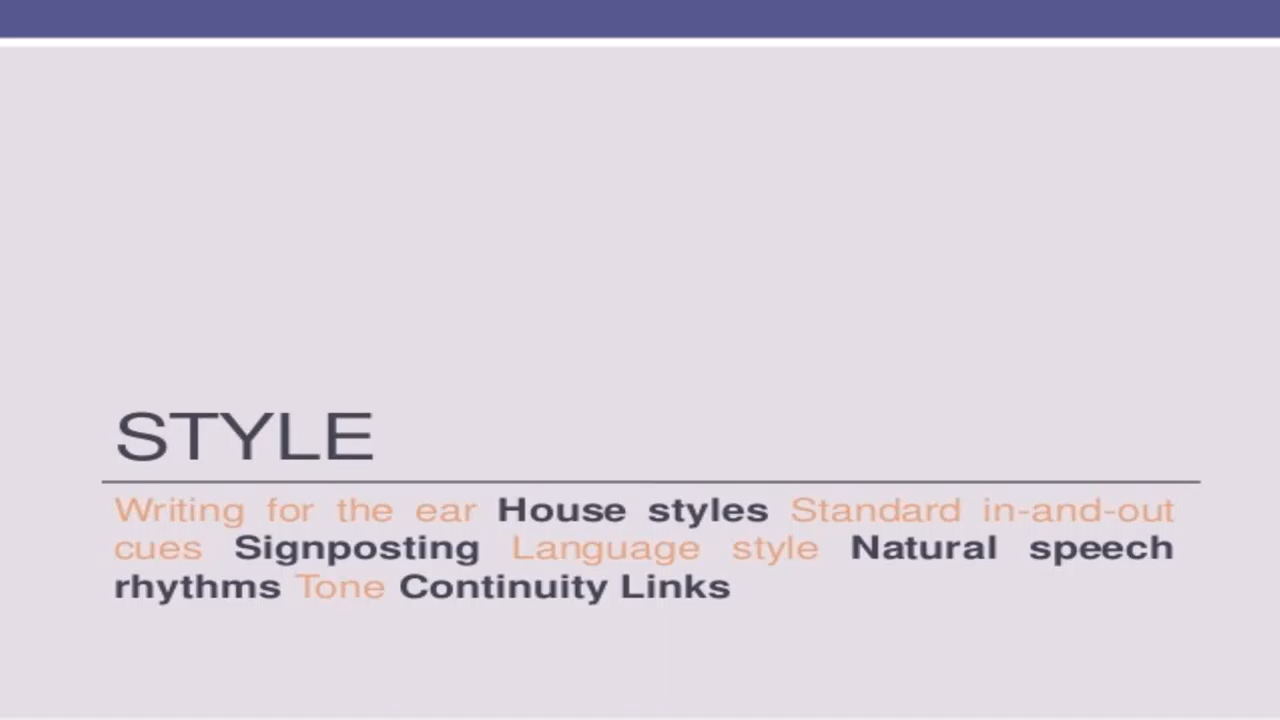 STYLE
Writing for the ear House styles Standard in-and-out
cues Signposting Language style Natural speech
rhythms Tone Continuity Links